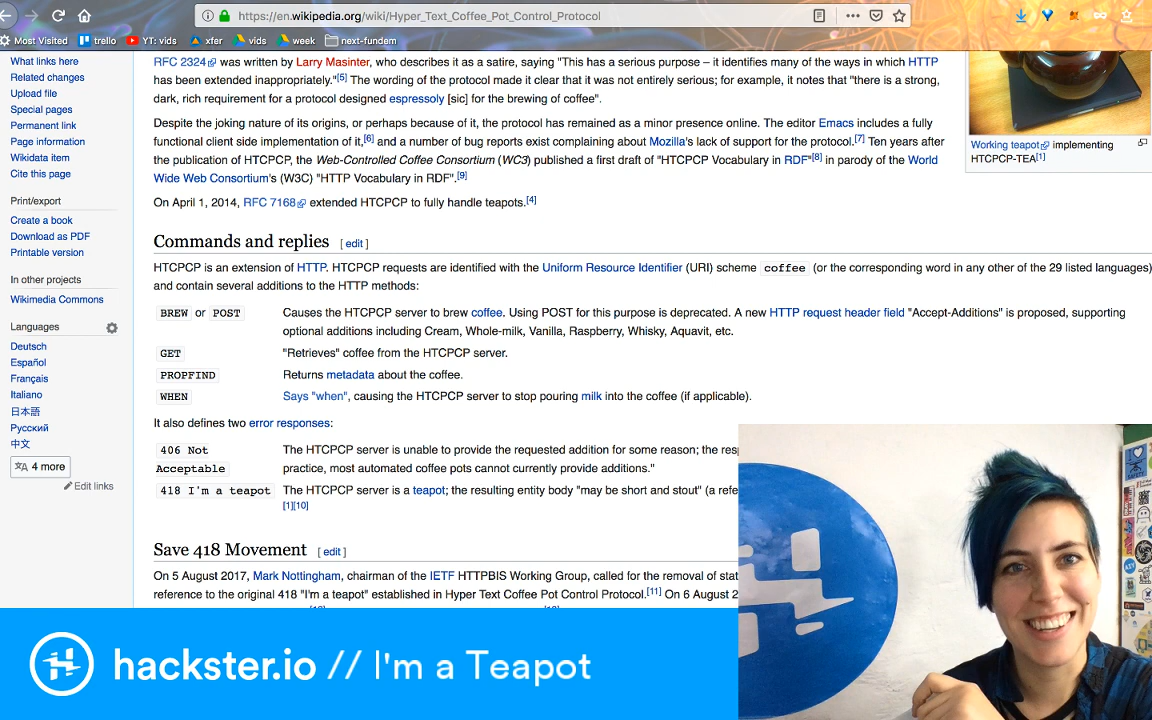 https://en.wikipedia.org/wiki/Hyper_Text_Coffee_Pot_Control_Protocol
Most Visited trello YT: vids xfer vids week next-fundem
What links here
Related changes
Upload file
Special pages
Permanent link
Page information
Wikidata item
Cite this page
Print/export
Create a book
Download as PDF
Printable version
In other projects
Wikimedia Commons
Languages
Deutsch
Español
Français
Italiano
日本語
Русский
中文
4 more
Edit links
RFC 2324 was written by Larry Masinter, who describes it as a satire, saying "This has a serious purpose – it identifies many of the ways in which HTTP
has been extended inappropriately."[5] The wording of the protocol made it clear that it was not entirely serious; for example, it notes that "there is a strong,
dark, rich requirement for a protocol designed espressoly [sic] for the brewing of coffee".
Despite the joking nature of its origins, or perhaps because of it, the protocol has remained as a minor presence online. The editor Emacs includes a fully
functional client side implementation of it,[6] and a number of bug reports exist complaining about Mozilla's lack of support for the protocol.[7] Ten years after
the publication of HTCPCP, the Web-Controlled Coffee Consortium (WC3) published a first draft of "HTCPCP Vocabulary in RDF"[8] in parody of the World
Wide Web Consortium's (W3C) "HTTP Vocabulary in RDF".[9]
On April 1, 2014, RFC 7168 extended HTCPCP to fully handle teapots.[4]
Working teapot implementing
HTCPCP-TEA[1]
Commands and replies [ edit ]
HTCPCP is an extension of HTTP. HTCPCP requests are identified with the Uniform Resource Identifier (URI) scheme coffee (or the corresponding word in any other of the 29 listed languages)
and contain several additions to the HTTP methods:
BREW or POST Causes the HTCPCP server to brew coffee. Using POST for this purpose is deprecated. A new HTTP request header field "Accept-Additions" is proposed, supporting
optional additions including Cream, Whole-milk, Vanilla, Raspberry, Whisky, Aquavit, etc.
GET "Retrieves" coffee from the HTCPCP server.
PROPFIND Returns metadata about the coffee.
WHEN Says "when", causing the HTCPCP server to stop pouring milk into the coffee (if applicable).
It also defines two error responses:
406 Not The HTCPCP server is unable to provide the requested addition for some reason; the resp
Acceptable practice, most automated coffee pots cannot currently provide additions."
418 I'm a teapot The HTCPCP server is a teapot; the resulting entity body "may be short and stout" (a refe
[1][10]
Save 418 Movement [ edit ]
On 5 August 2017, Mark Nottingham, chairman of the IETF HTTPBIS Working Group, called for the removal of stat
reference to the original 418 "I'm a teapot" established in Hyper Text Coffee Pot Control Protocol.[11] On 6 August 2
hackster.io // I'm a Teapot